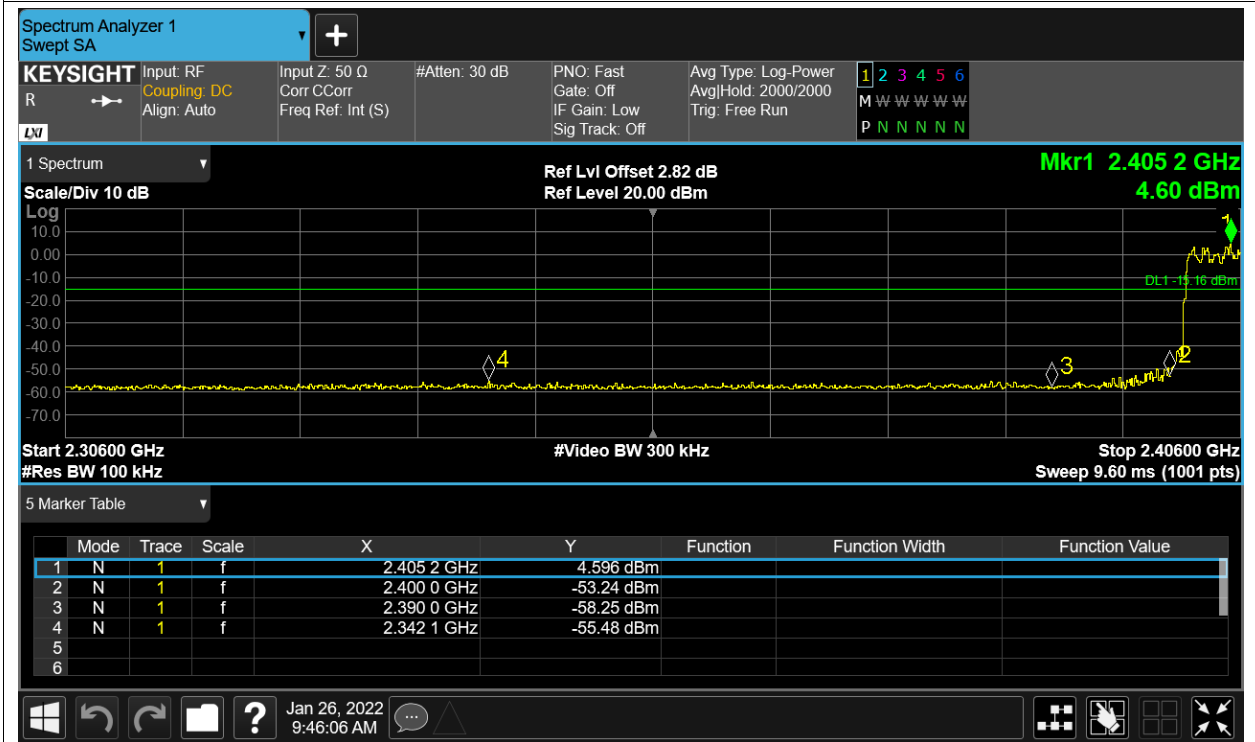 Spectrum Analyzer 1
Swept SA
KEYSIGHT Input: RF Input Z: 50 Ω #Atten: 30 dB PNO: Fast Avg Type: Log-Power 1 2 3 4 5 6
R Coupling: DC Corr CCorr Gate: Off Avg|Hold: 2000/2000 M W W W W W
Align: Auto Freq Ref: Int (S) IF Gain: Low Trig: Free Run
LXI Sig Track: Off P N N N N N
1 Spectrum Ref Lvl Offset 2.82 dB Mkr1 2.405 2 GHz
Scale/Div 10 dB Ref Level 20.00 dBm 4.60 dBm
Log
1
10.0
0.00
-10.0
DL1 -15.16 dBm
-20.0
-30.0
-40.0
4 3 2
-50.0
-60.0
-70.0
Start 2.30600 GHz #Video BW 300 kHz Stop 2.40600 GHz
#Res BW 100 kHz Sweep 9.60 ms (1001 pts)
5 Marker Table
Mode Trace Scale X Y Function Function Width Function Value
1 N 1 f 2.405 2 GHz 4.596 dBm
2 N 1 f 2.400 0 GHz -53.24 dBm
3 N 1 f 2.390 0 GHz -58.25 dBm
4 N 1 f 2.342 1 GHz -55.48 dBm
5
6
? Jan 26, 2022
9:46:06 AM